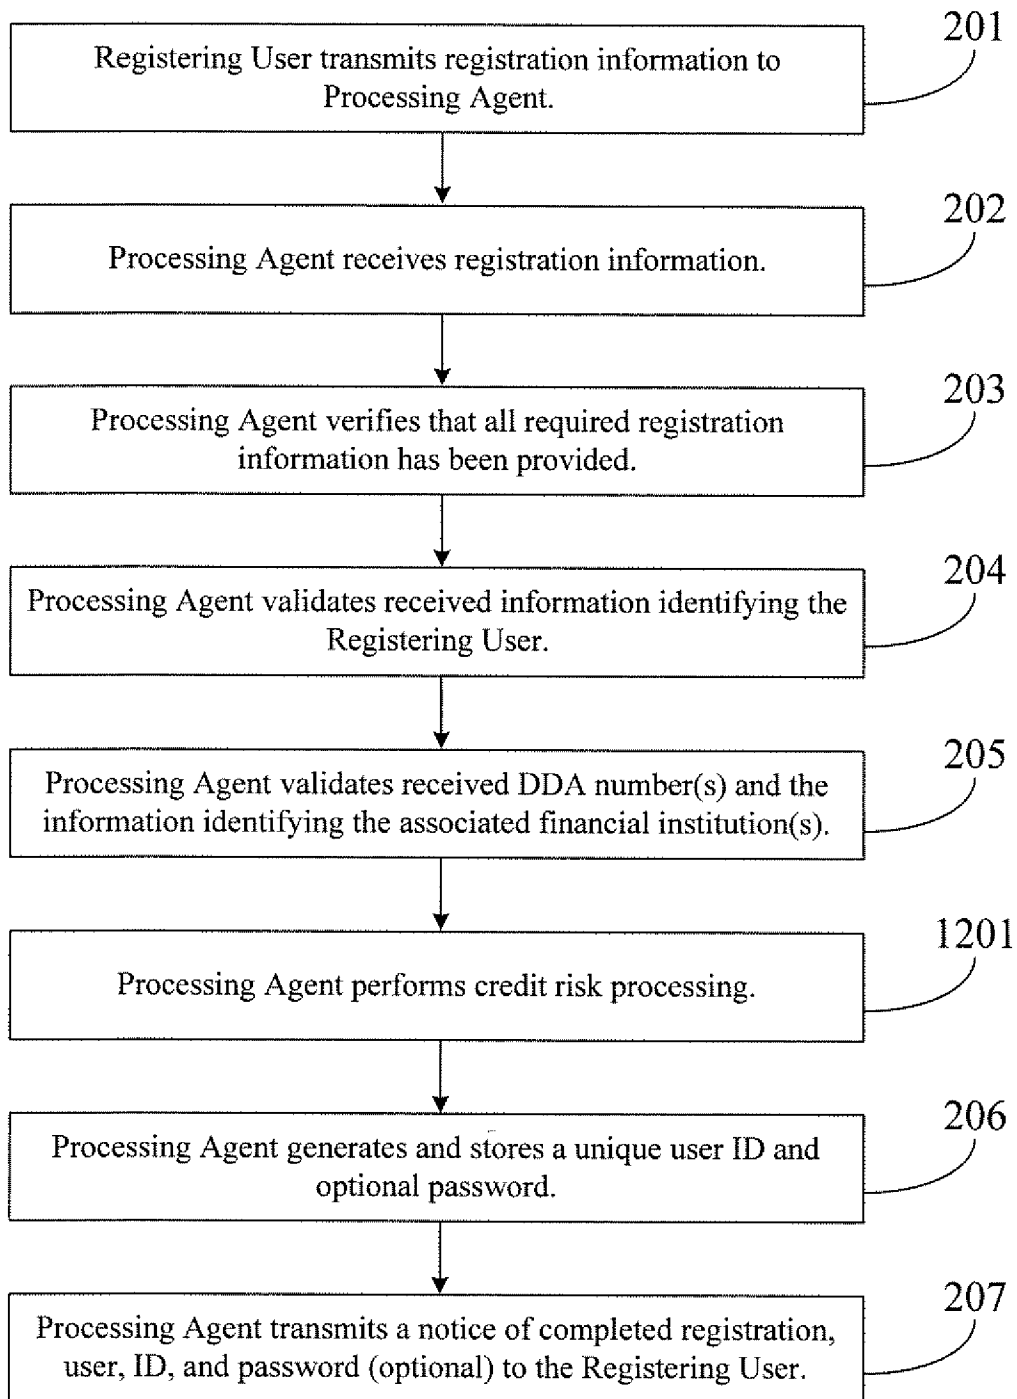 201
Registering User transmits registration information to
Processing Agent.
202
Processing Agent receives registration information.
203
Processing Agent verifies that all required registration
information has been provided.
204
Processing Agent validates received information identifying the
Registering User.
205
Processing Agent validates received DDA number(s) and the
information identifying the associated financial institution(s).
1201
Processing Agent performs credit risk processing.
206
Processing Agent generates and stores a unique user ID and
optional password.
207
Processing Agent transmits a notice of completed registration,
user, ID, and password (optional) to the Registering User.